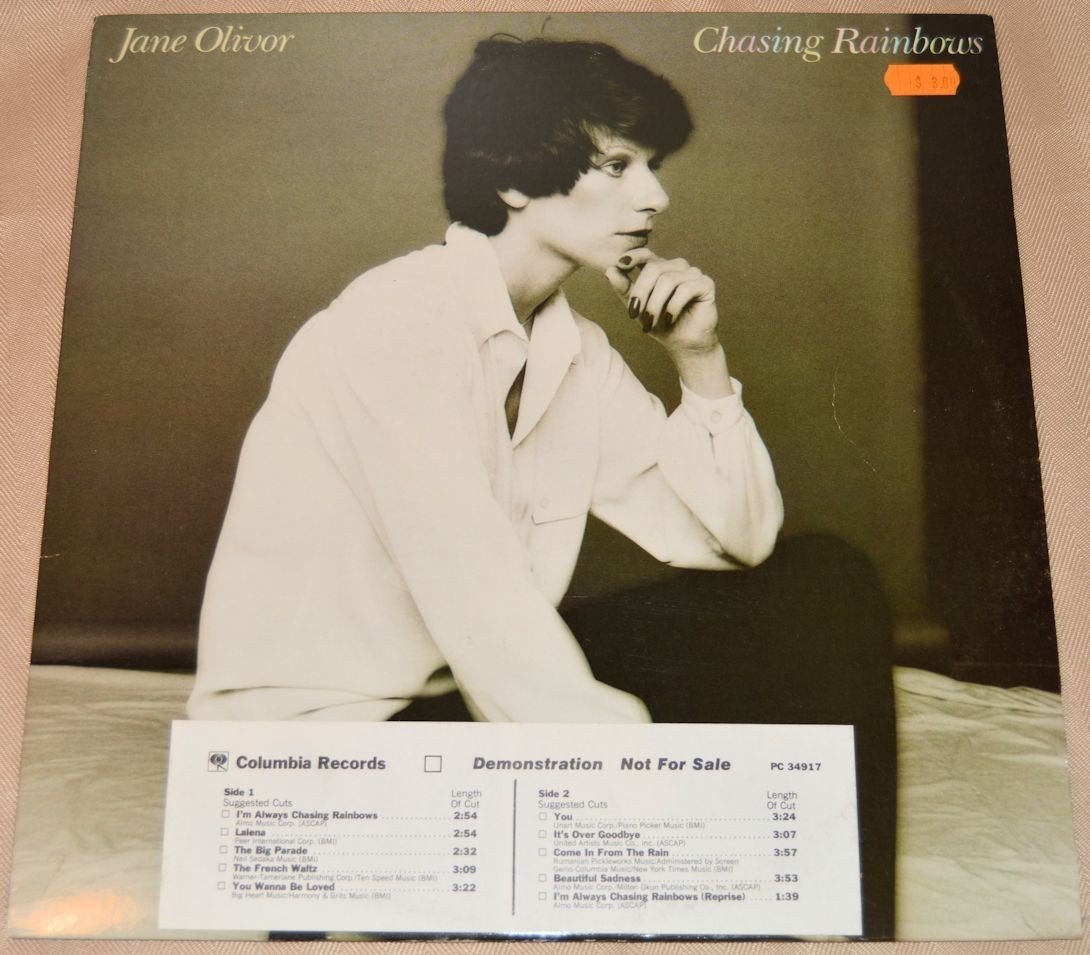 Jane Olivor
Chasing Rainbows
$ 3.00
Columbia Records
Demonstration Not For Sale
PC 34917
Side 1
Suggested Cuts
Length
Of Cut
I'm Always Chasing Rainbows 2:54
Almo Music Corp. (ASCAP)
Lalena 2:54
Peer International Corp. (BMI)
The Big Parade 2:32
Neil Sedaka Music (BMI)
The French Waltz 3:09
Warner-Tamerlane Publishing Corp./Ten Speed Music (BMI)
You Wanna Be Loved 3:22
Big Heart Music/Harmony & Grits Music (BMI)
Side 2
Suggested Cuts
Length
Of Cut
You 3:24
Unart Music Corp./Piano Picker Music (BMI)
It's Over Goodbye 3:07
United Artists Music Co., Inc. (ASCAP)
Come In From The Rain 3:57
Rumanian Pickleworks Music/Administered by Screen
Gems-Columbia Music/New York Times Music (BMI)
Beautiful Sadness 3:53
Almo Music Corp. Milton Okun Publishing Co., Inc. (ASCAP)
I'm Always Chasing Rainbows (Reprise) 1:39
Almo Music Corp. (ASCAP)